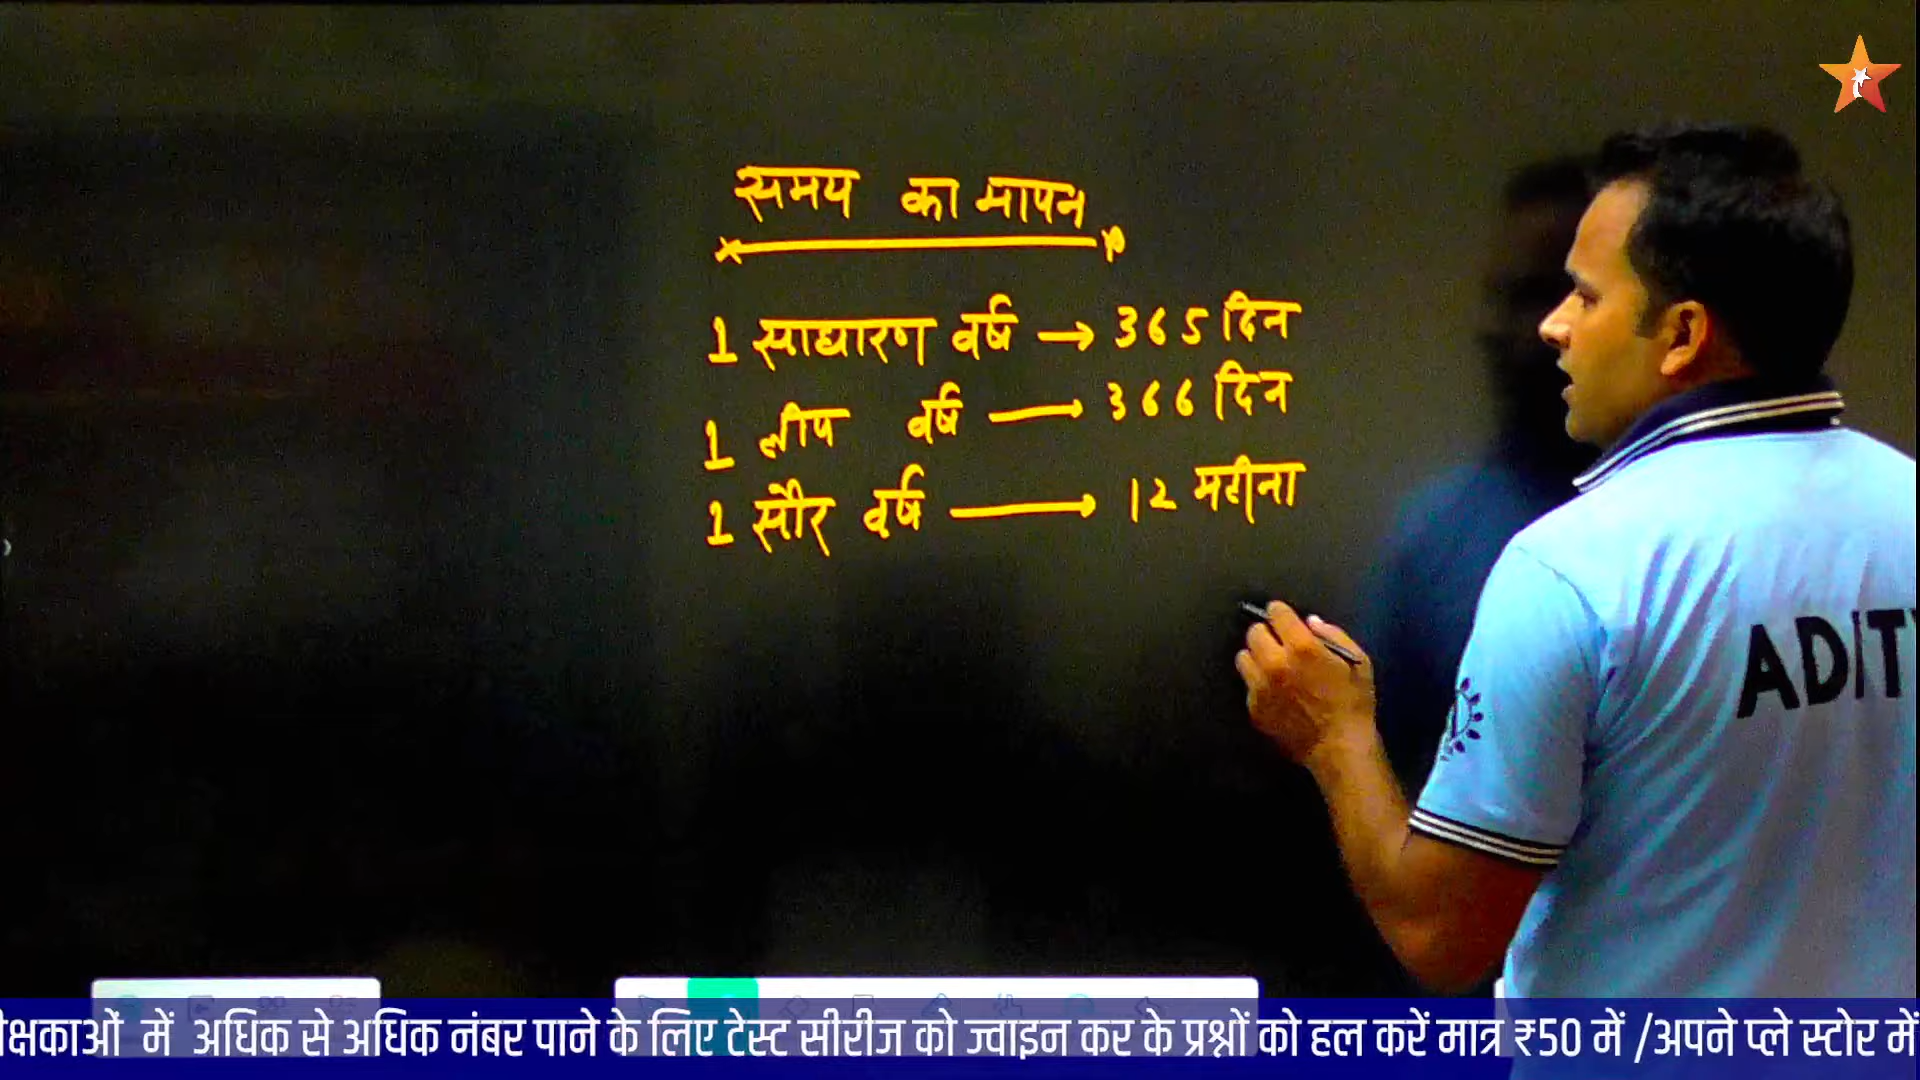 समय का मापन
1 साधारण वर्ष → 365 दिन
1 लीप वर्ष → 366 दिन
1 सौर वर्ष → 12 महीना
ADIT
ीक्षकाओं में अधिक से अधिक नंबर पाने के लिए टेस्ट सीरीज को ज्वाइन कर के प्रश्नों को हल करें मात्र ₹50 में /अपने प्ले स्टोर में